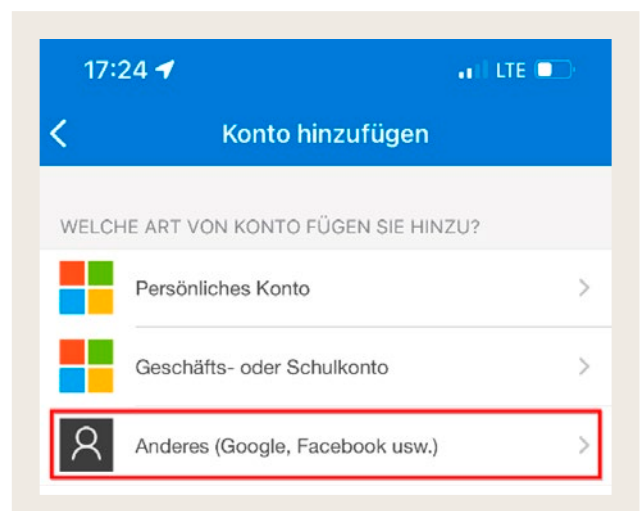 17:24 LTE
Konto hinzufügen
WELCHE ART VON KONTO FÜGEN SIE HINZU?
Persönliches Konto
Geschäfts- oder Schulkonto
Anderes (Google, Facebook usw.)